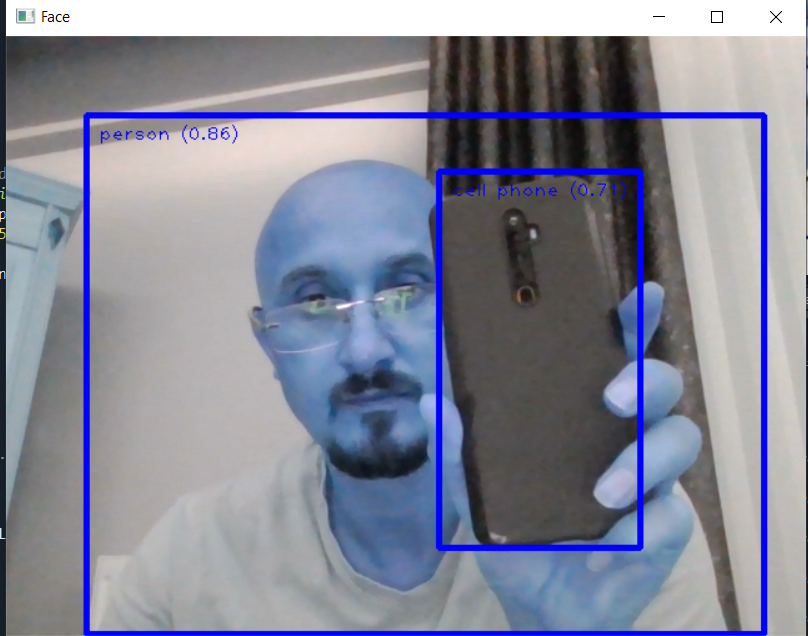 Face
person (0.86)
cell phone (0.71)